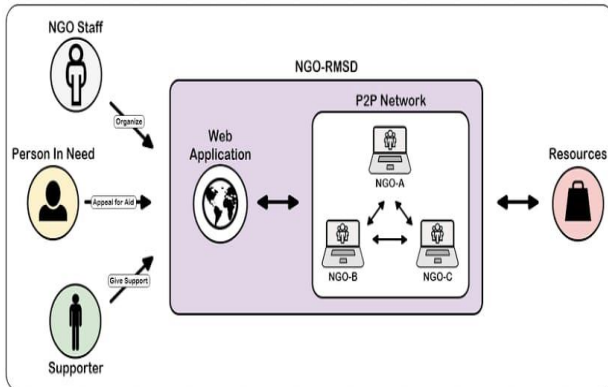 NGO Staff
Organize
Person In Need
Appeal for Aid
Give Support
Supporter
NGO-RMSD
Web
Application
P2P Network
NGO-A
NGO-B
NGO-C
Resources